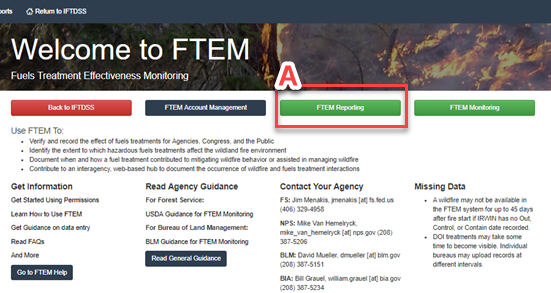 ports Return to IFTDSS
Welcome to FTEM
Fuels Treatment Effectiveness Monitoring
A
Back to IFTDSS
FTEM Account Management
FTEM Reporting
FTEM Monitoring
Use FTEM To:
• Verify and record the effect of fuels treatments for Agencies, Congress, and the Public
• Identify the extent to which hazardous fuels treatments affect the wildland fire environment
• Document when and how a fuel treatment contributed to mitigating wildfire behavior or assisted in managing wildfire
• Contribute to an interagency, web-based hub to document the occurrence of wildfire and fuels treatment interactions
Get Information
Get Started Using Permissions
Learn How to Use FTEM
Get Guidance on data entry
Read FAQs
And More
Go to FTEM Help
Read Agency Guidance
For Forest Service:
USDA Guidance for FTEM Monitoring
For Bureau of Land Management:
BLM Guidance for FTEM Monitoring
Read General Guidance
Contact Your Agency
FS: Jim Menakis, jmenakis [at] fs.fed.us
(406) 329-4958
NPS: Mike Van Hemelryck,
mike_van_hemelryck [at] nps.gov (208)
387-5206
BLM: David Mueller, dmueller [at] blm.gov
(208) 387-5151
BIA: Bill Grauel, william.grauel [at] bia.gov
(208) 387-5234
Missing Data
• A wildfire may not be available in
the FTEM system for up to 45 days
after fire start if IRWIN has no Out,
Control, or Contain date recorded.
• DOI treatments may take some
time to become visible. Individual
bureaus may upload records at
different intervals.